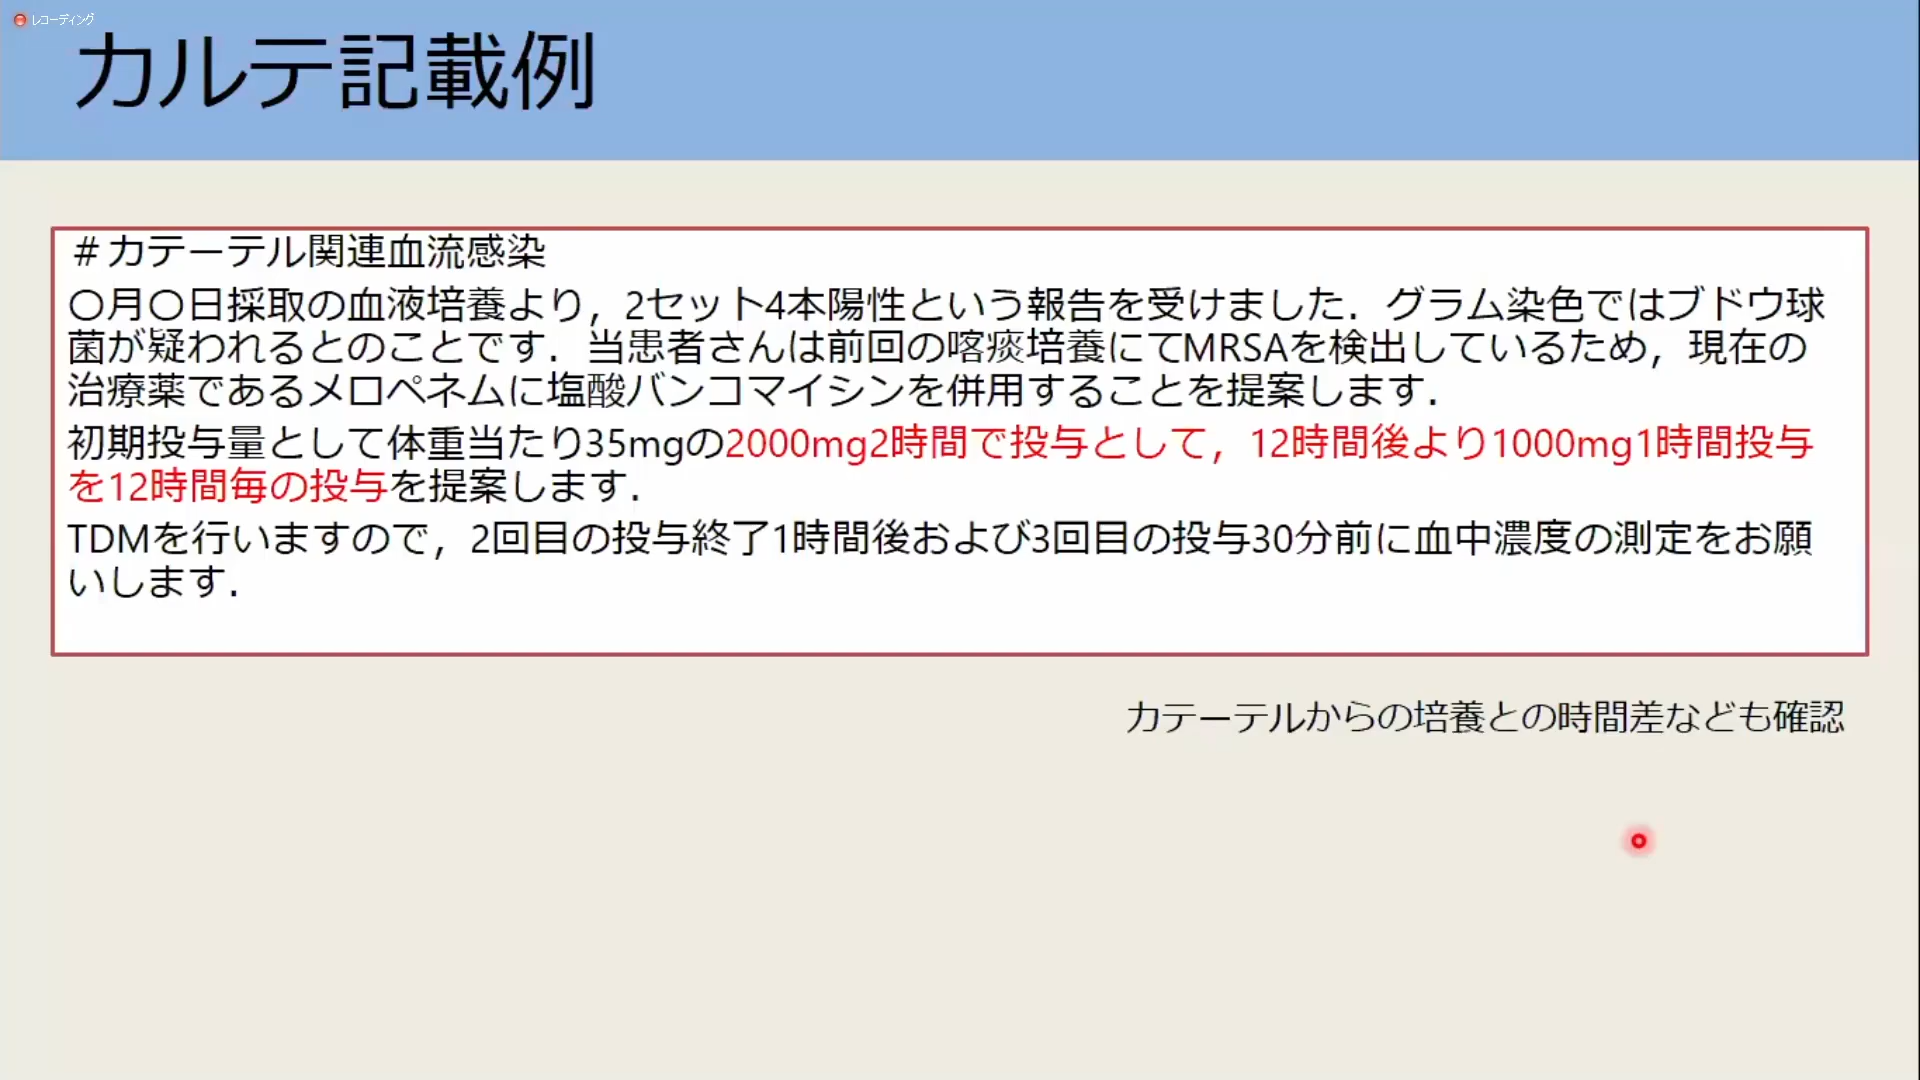 レコーディング
カルテ記載例
＃カテーテル関連血流感染
〇月〇日採取の血液培養より，2セット4本陽性という報告を受けました．グラム染色ではブドウ球
菌が疑われるとのことです．当患者さんは前回の喀痰培養にてMRSAを検出しているため，現在の
治療薬であるメロペネムに塩酸バンコマイシンを併用することを提案します．
初期投与量として体重当たり35mgの2000mg2時間で投与として，12時間後より1000mg1時間投与
を12時間毎の投与を提案します．
TDMを行いますので，2回目の投与終了1時間後および3回目の投与30分前に血中濃度の測定をお願
いします．
カテーテルからの培養との時間差なども確認